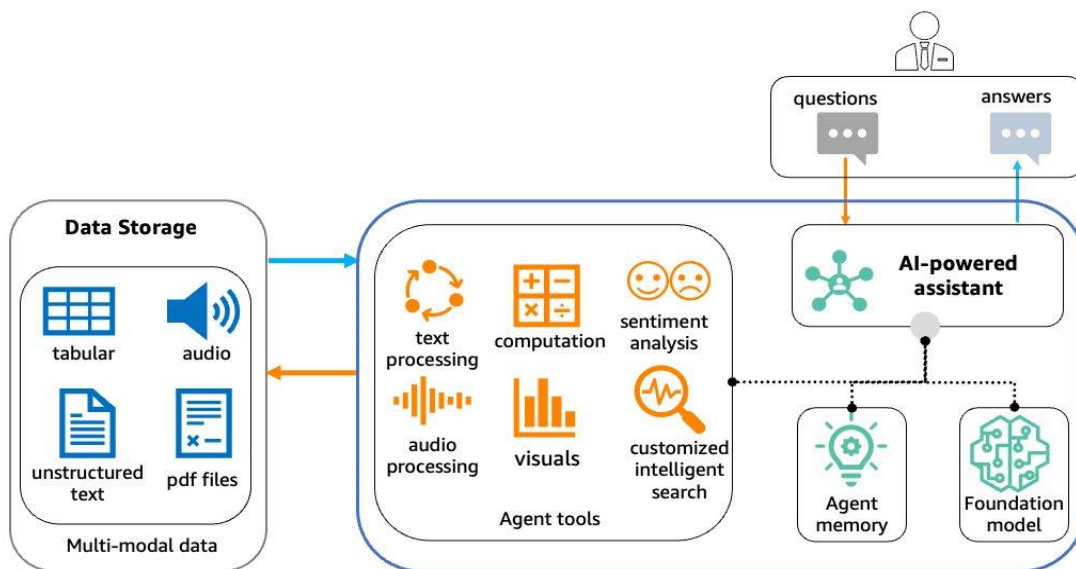 questions
answers
Data Storage
tabular
audio
unstructured
text
pdf files
Multi-modal data
text
processing
computation
sentiment
analysis
audio
processing
visuals
customized
intelligent
search
Agent tools
AI-powered
assistant
Agent
memory
Foundation
model